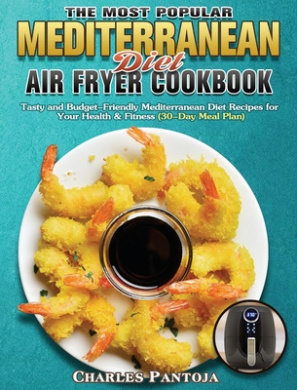 THE MOST POPULAR
MEDITERRANEAN
Diet
AIR FRYER COOKBOOK
Tasty and Budget-Friendly Mediterranean Diet Recipes for
Your Health & Fitness (30-Day Meal Plan)
Charles Pantoja